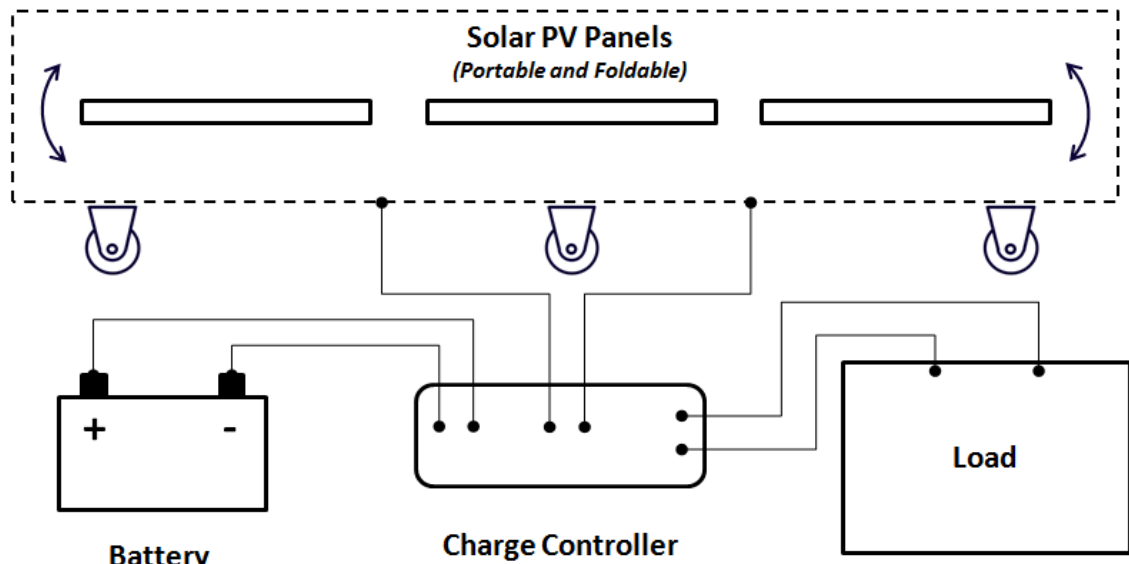 Solar PV Panels
(Portable and Foldable)
+ -
Load
Charge Controller
Battery